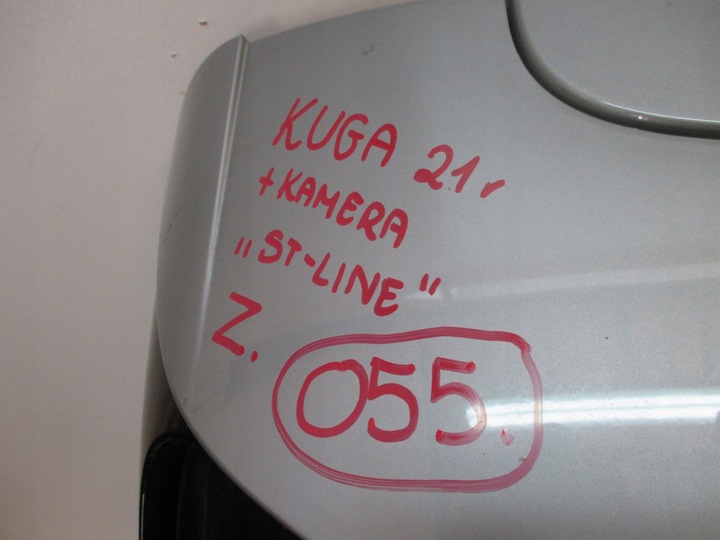 KUGA 21r
+KAMERA
„ST-LINE"
Z.
055.